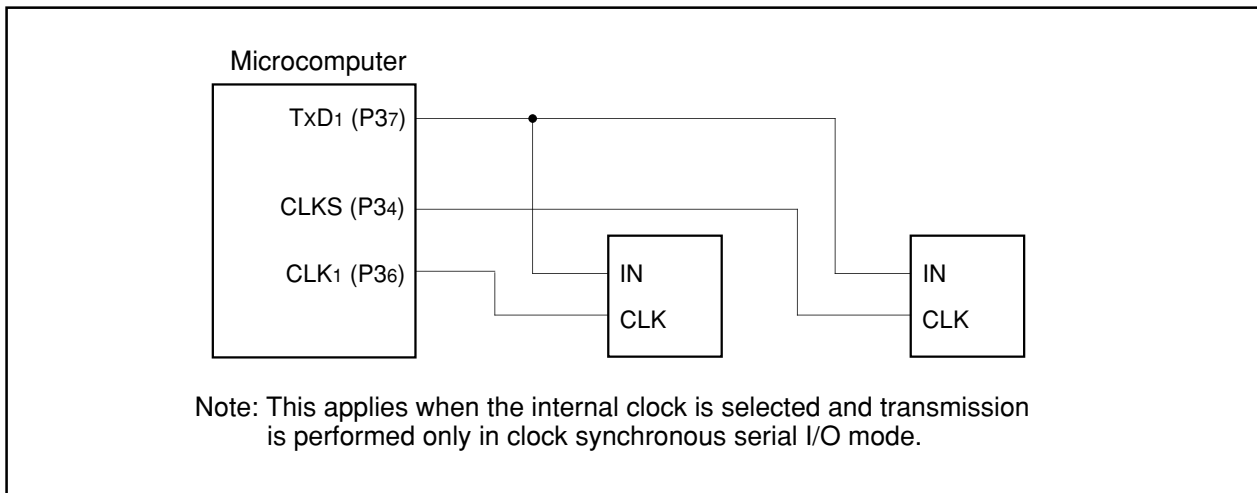 Microcomputer
TxD1 (P37)
CLKS (P34)
CLK1 (P36)
IN
CLK
IN
CLK
Note: This applies when the internal clock is selected and transmission
is performed only in clock synchronous serial I/O mode.